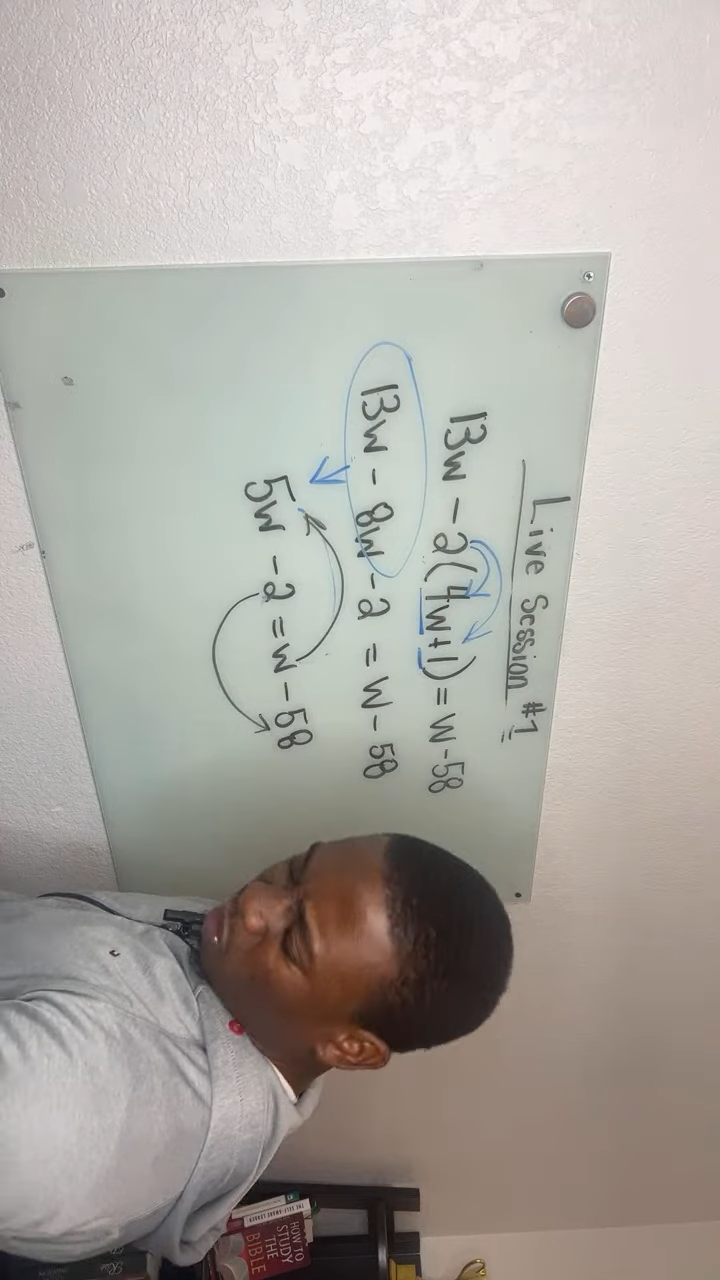 Live Session #1
13w - 2(4w+1) = w - 58
13w - 8w - 2 = w - 58
5w - 2 = w - 58
HOW TO
STUDY
THE
BIBLE